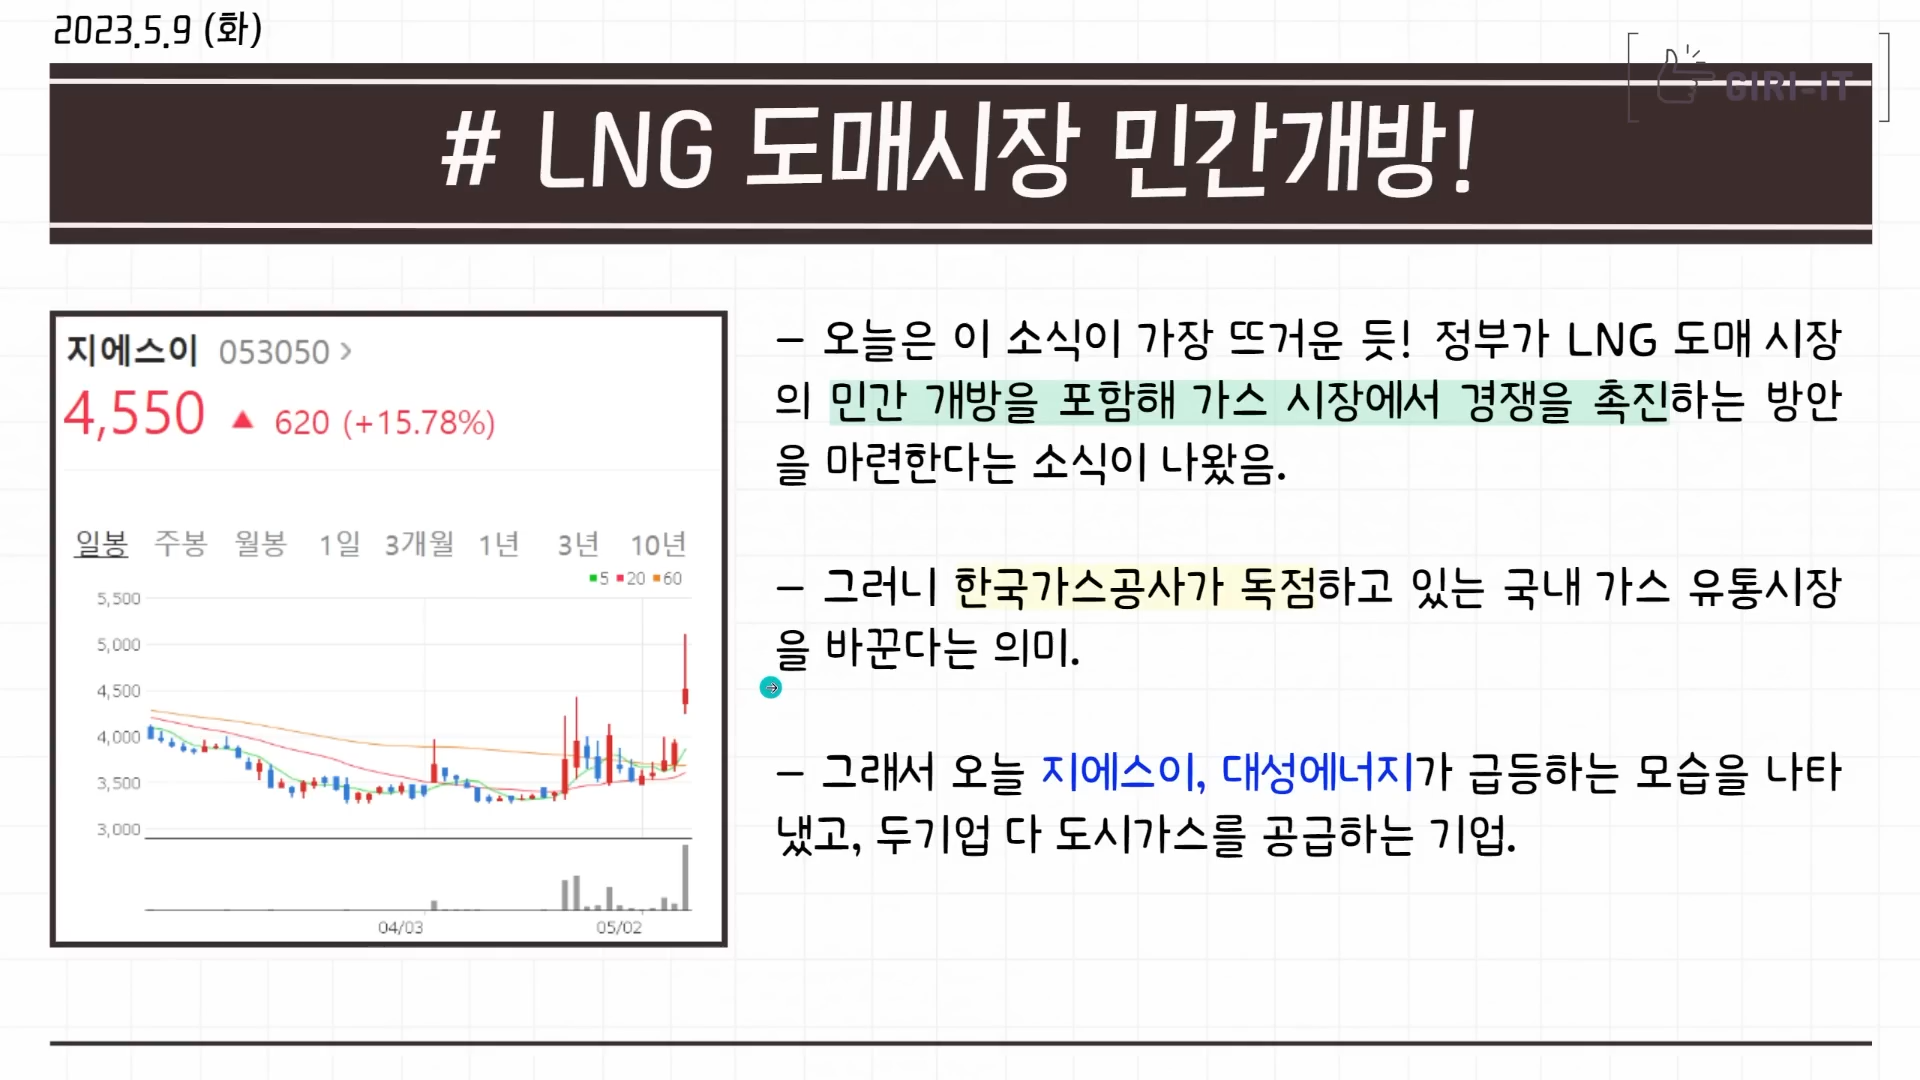 2023.5.9 (화)
GIRI-IT
# LNG 도매시장 민간개방!
지에스이 053050 >
4,550 ▲ 620 (+15.78%)
일봉 주봉 월봉 1일 3개월 1년 3년 10년
5 20 60
5,500
5,000
4,500
4,000
3,500
3,000
04/03 05/02
- 오늘은 이 소식이 가장 뜨거운 듯! 정부가 LNG 도매 시장
의 민간 개방을 포함해 가스 시장에서 경쟁을 촉진하는 방안
을 마련한다는 소식이 나왔음.
- 그러니 한국가스공사가 독점하고 있는 국내 가스 유통시장
을 바꾼다는 의미.
- 그래서 오늘 지에스이, 대성에너지가 급등하는 모습을 나타
냈고, 두기업 다 도시가스를 공급하는 기업.